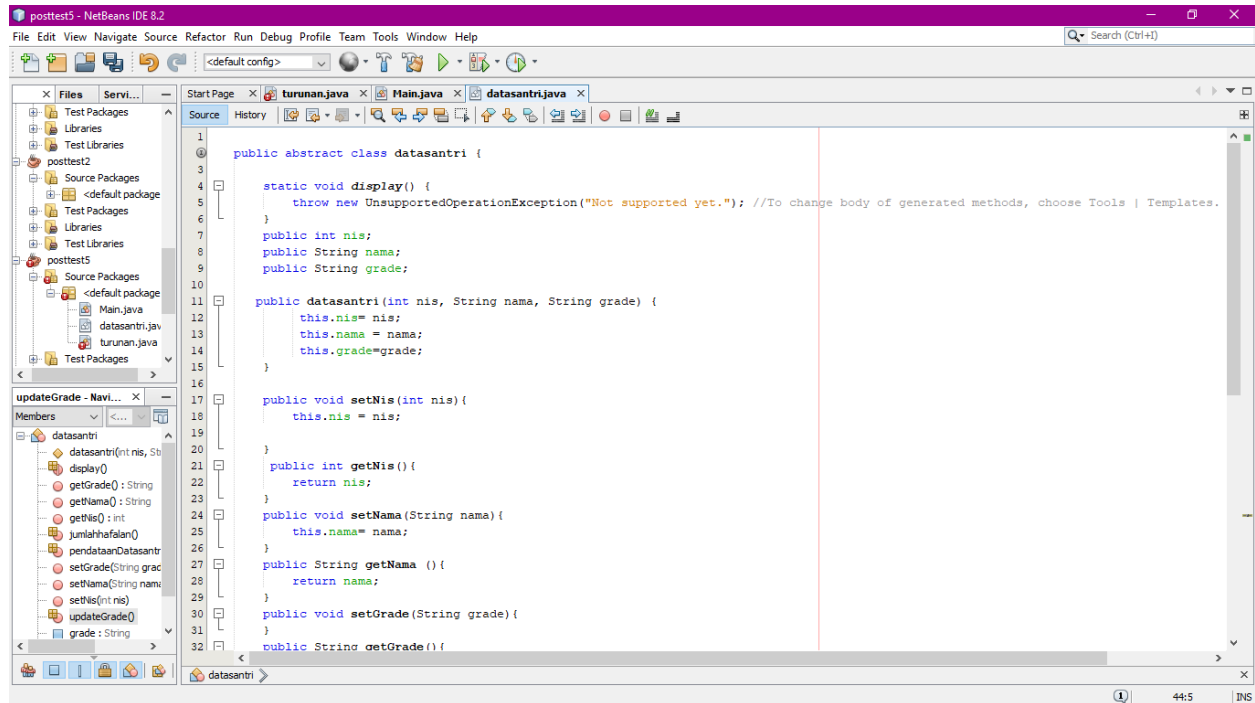 posttest5 - NetBeans IDE 8.2
File Edit View Navigate Source Refactor Run Debug Profile Team Tools Window Help
Search (Ctrl+I)
<default config>
Files Servi...
Test Packages
Libraries
Test Libraries
posttest2
Source Packages
<default package
Test Packages
Libraries
Test Libraries
posttest5
Source Packages
<default package
Main.java
datasantri.jav
turunan.java
Test Packages
updateGrade - Navi...
Members <...
datasantri
datasantri(int nis, Str
display()
getGrade() : String
getNama() : String
getNis() : int
jumlahhafalan()
pendataanDatasantr
setGrade(String grad
setNama(String nama
setNis(int nis)
updateGrade()
grade : String
Start Page turunan.java Main.java datasantri.java
Source History
1
public abstract class datasantri {
3
4 static void display() {
5 throw new UnsupportedOperationException("Not supported yet."); //To change body of generated methods, choose Tools | Templates.
6 }
7 public int nis;
8 public String nama;
9 public String grade;
10
11 public datasantri(int nis, String nama, String grade) {
12 this.nis= nis;
13 this.nama = nama;
14 this.grade=grade;
15 }
16
17 public void setNis(int nis){
18 this.nis = nis;
19
20 }
21 public int getNis(){
22 return nis;
23 }
24 public void setNama(String nama){
25 this.nama= nama;
26 }
27 public String getNama (){
28 return nama;
29 }
30 public void setGrade(String grade){
31 }
32 public String getGrade(){
datasantri
1 44:5 INS